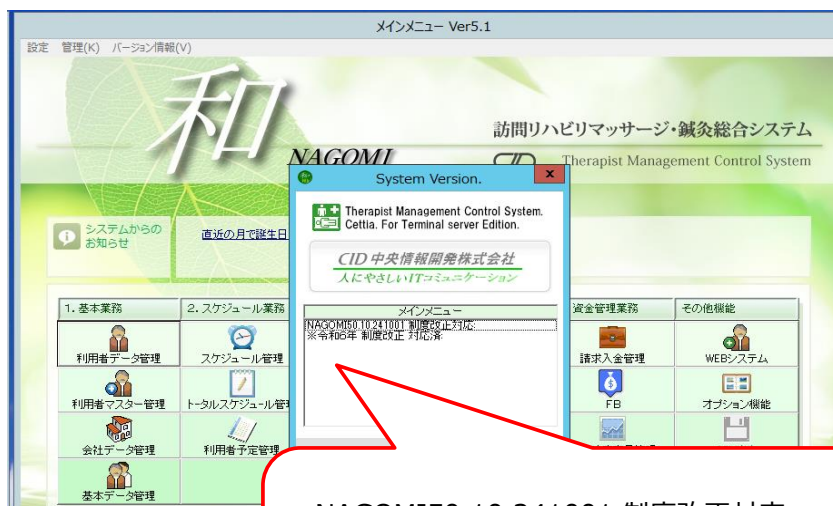 メインメニュー Ver5.1
設定 管理(K) バージョン情報(V)
和
NAGOMI
訪問リハビリマッサージ・鍼灸総合システム
Therapist Management Control System
System Version.
x
Therapist Management Control System.
Cettia. For Terminal server Edition.
CID 中央情報開発株式会社
人にやさしいITコミュニケーション
システムからの
お知らせ
直近の月で誕生日
メインメニュー
NAGOMI50.10.241001 制度改正対応
※令和6年 制度改正 対応済
1. 基本業務
2. スケジュール業務
資金管理業務
その他機能
利用者データ管理
スケジュール管理
請求入金管理
WEBシステム
利用者マスター管理
トータルスケジュール管
FB
オプション機能
会社データ管理
利用者予定管理
基本データ管理
NAGOMI50.10.241001 制度改正対応